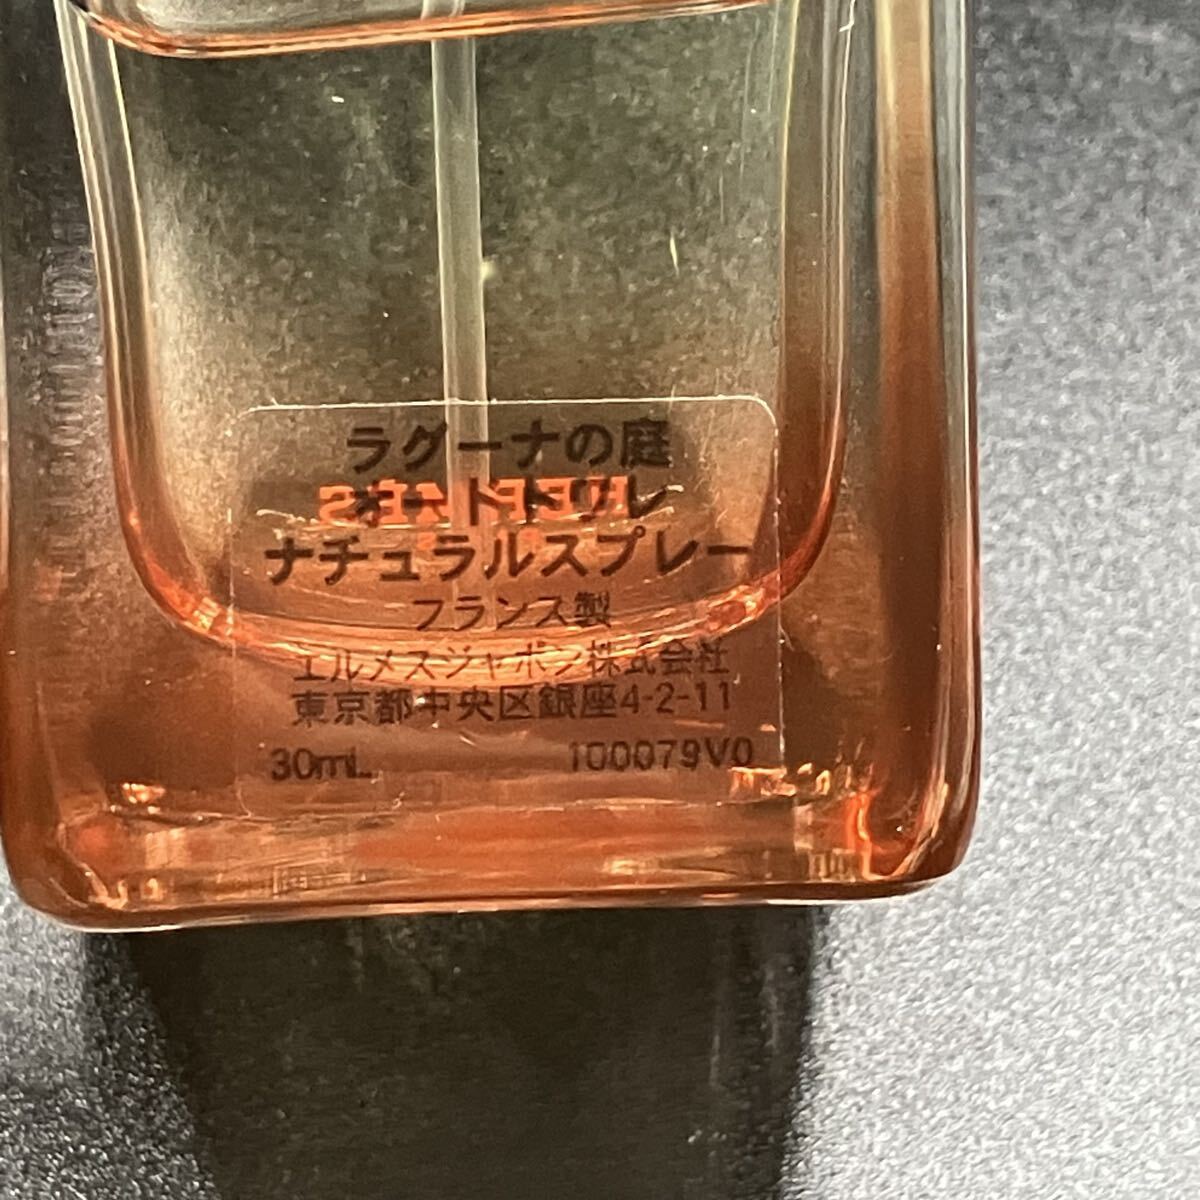 ラグーナの庭
オードトワレ
ナチュラルスプレー
フランス製
エルメスジャポン株式会社
東京都中央区銀座4-2-11
30mL 100079V0